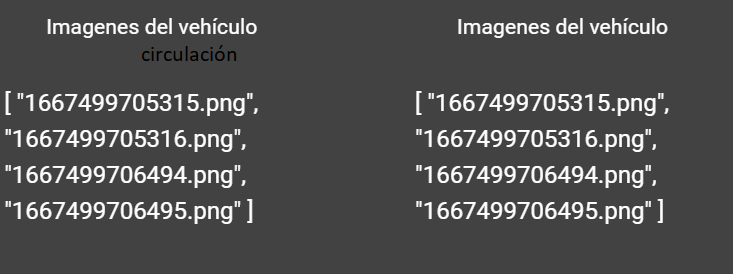 Imagenes del vehículo
circulación
[ "1667499705315.png",
"1667499705316.png",
"1667499706494.png",
"1667499706495.png" ]
Imagenes del vehículo
[ "1667499705315.png",
"1667499705316.png",
"1667499706494.png",
"1667499706495.png" ]